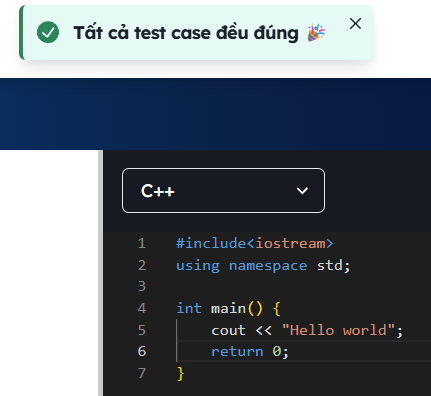 Tất cả test case đều đúng 🎉
C++
1 #include<iostream>
2 using namespace std;
3
4 int main() {
5     cout << "Hello world";
6     return 0;
7 }